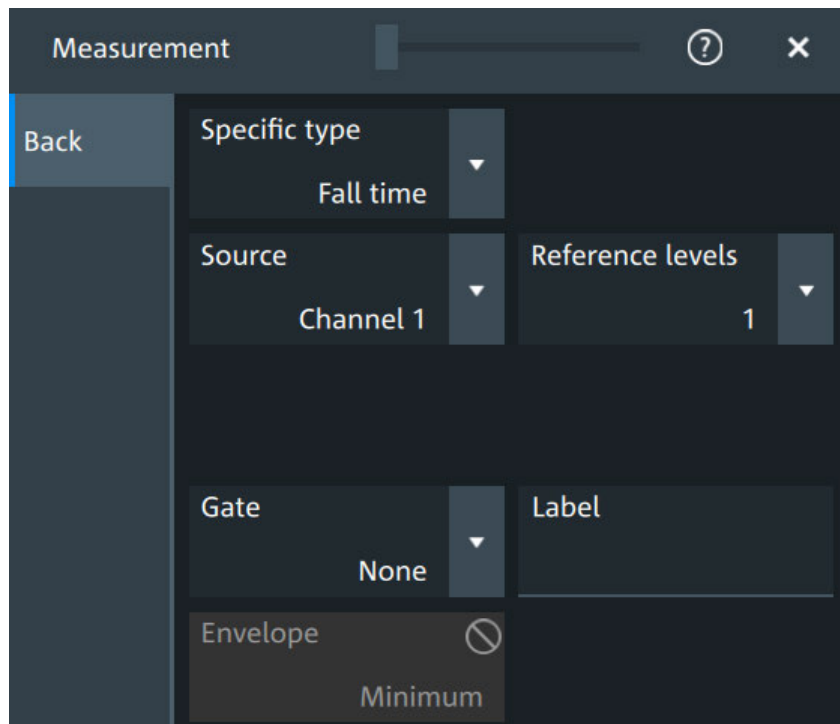 Measurement
Back
Specific type
Fall time
Source
Channel 1
Reference levels
1
Gate
None
Label
Envelope
Minimum